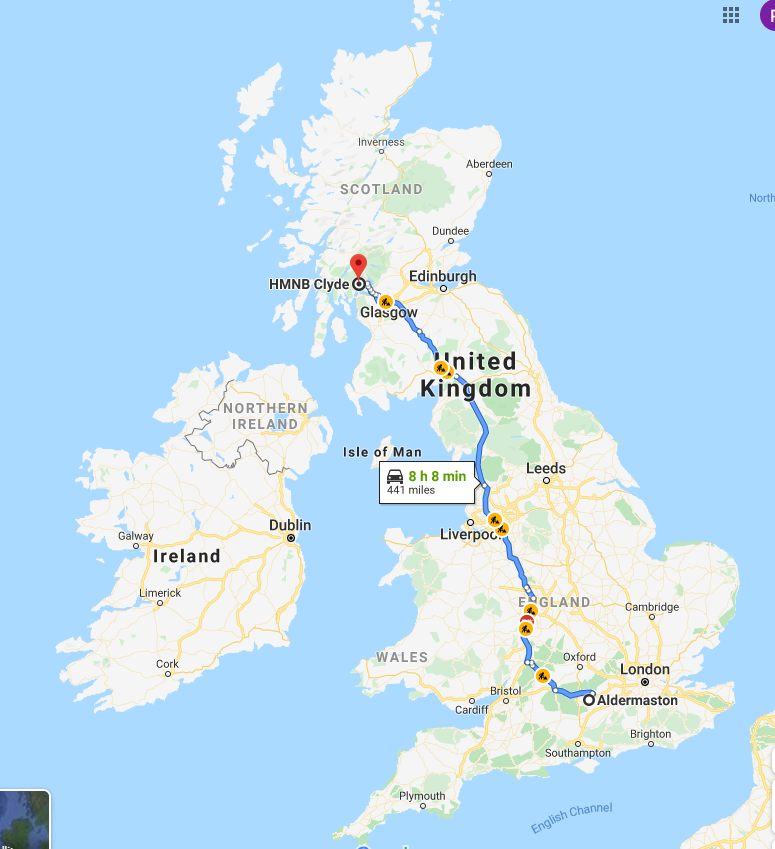 Inverness
SCOTLAND
Aberdeen
North
Dundee
HMNB Clyde
Edinburgh
Glasgow
United
Kingdom
NORTHERN
IRELAND
Isle of Man
8 h 8 min
441 miles
Leeds
Dublin
Liverpool
Galway
Ireland
Limerick
ENGLAND
Cambridge
Cork
WALES
Oxford
London
Bristol
Aldermaston
Cardiff
Brighton
Southampton
Plymouth
English Channel